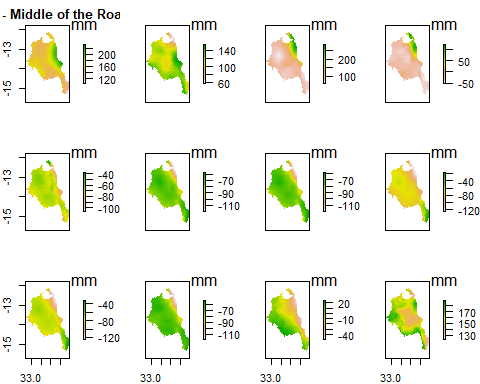 - Middle of the Roa
mm mm mm mm
-13 200 140 200 50
160 100 100 -50
-15 120 60
mm mm mm mm
-13 -40 -70 -70 -40
-60 -90 -90 -80
-15 -80 -110 -110 -120
-100
mm mm mm mm
-13 -40 -70 20 170
-80 -90 -10 150
-15 -120 -110 -40 130
33.0 33.0 33.0 33.0